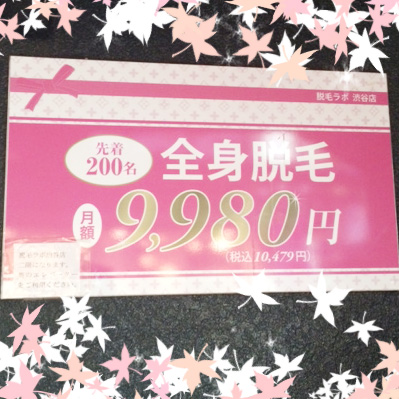 脱毛ラボ 渋谷店
先着
200名
全身脱毛
月額
9,980円
(税込10,479円)